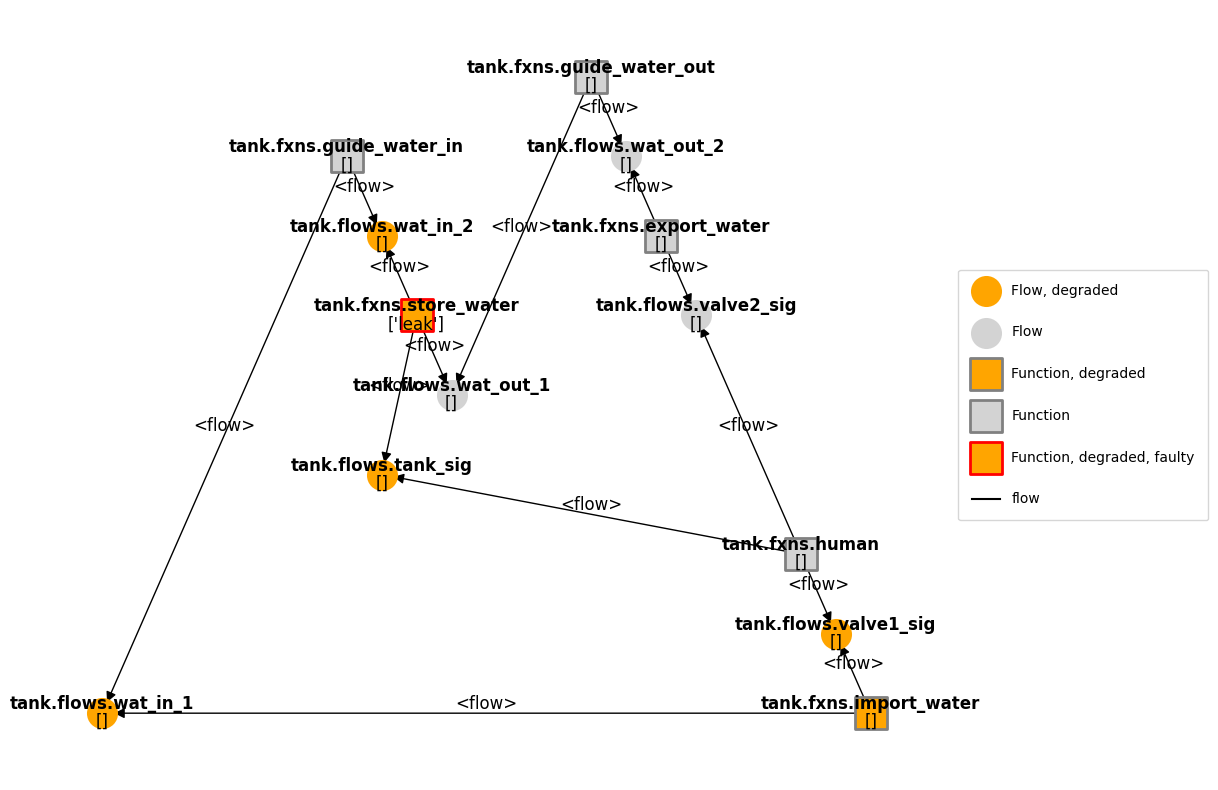 tank.fxns.guide_water_out
[]
<flow>
tank.fxns.guide_water_in
[]
tank.flows.wat_out_2
[]
<flow>
<flow>
tank.flows.wat_in_2
[]
<flow>
tank.fxns.export_water
[]
<flow>
<flow>
tank.fxns.store_water
['leak']
tank.flows.valve2_sig
[]
<flow>
<flow>
tank.flows.wat_out_1
[]
<flow>
<flow>
tank.flows.tank_sig
[]
<flow>
tank.fxns.human
[]
<flow>
tank.flows.valve1_sig
[]
<flow>
tank.flows.wat_in_1
[]
<flow>
tank.fxns.import_water
[]
Flow, degraded
Flow
Function, degraded
Function
Function, degraded, faulty
flow